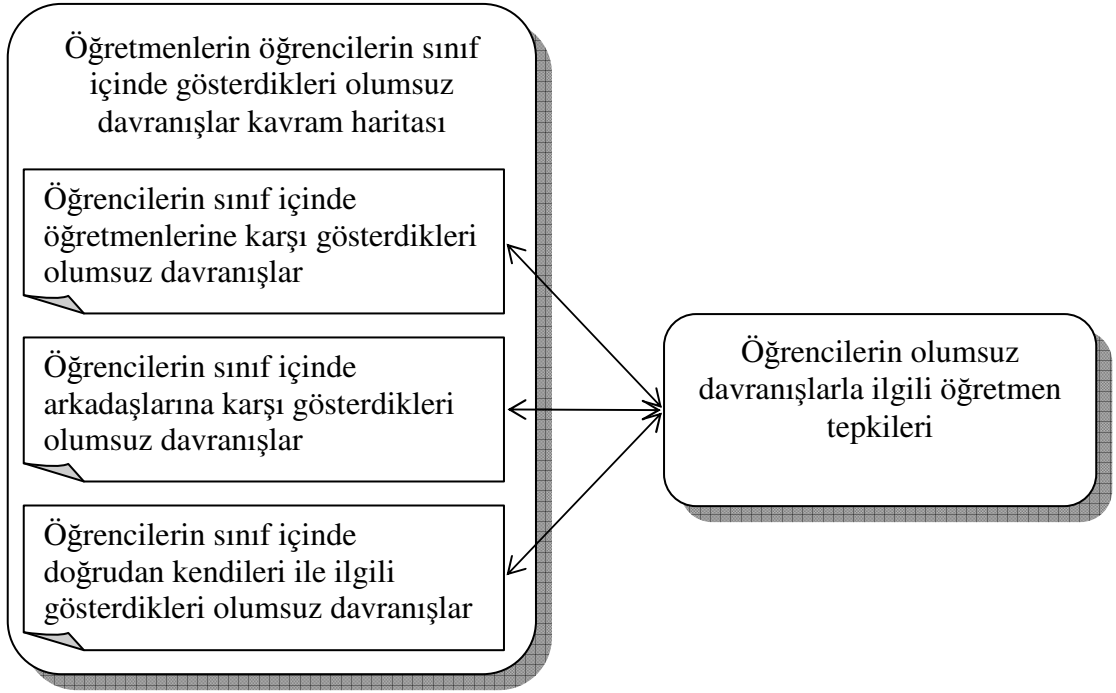 Öğretmenlerin öğrencilerin sınıf
içinde gösterdikleri olumsuz
davranışlar kavram haritası
Öğrencilerin sınıf içinde
öğretmenlerine karşı gösterdikleri
olumsuz davranışlar
Öğrencilerin sınıf içinde
arkadaşlarına karşı gösterdikleri
olumsuz davranışlar
Öğrencilerin sınıf içinde
doğrudan kendileri ile ilgili
gösterdikleri olumsuz davranışlar
Öğrencilerin olumsuz
davranışlarla ilgili öğretmen
tepkileri